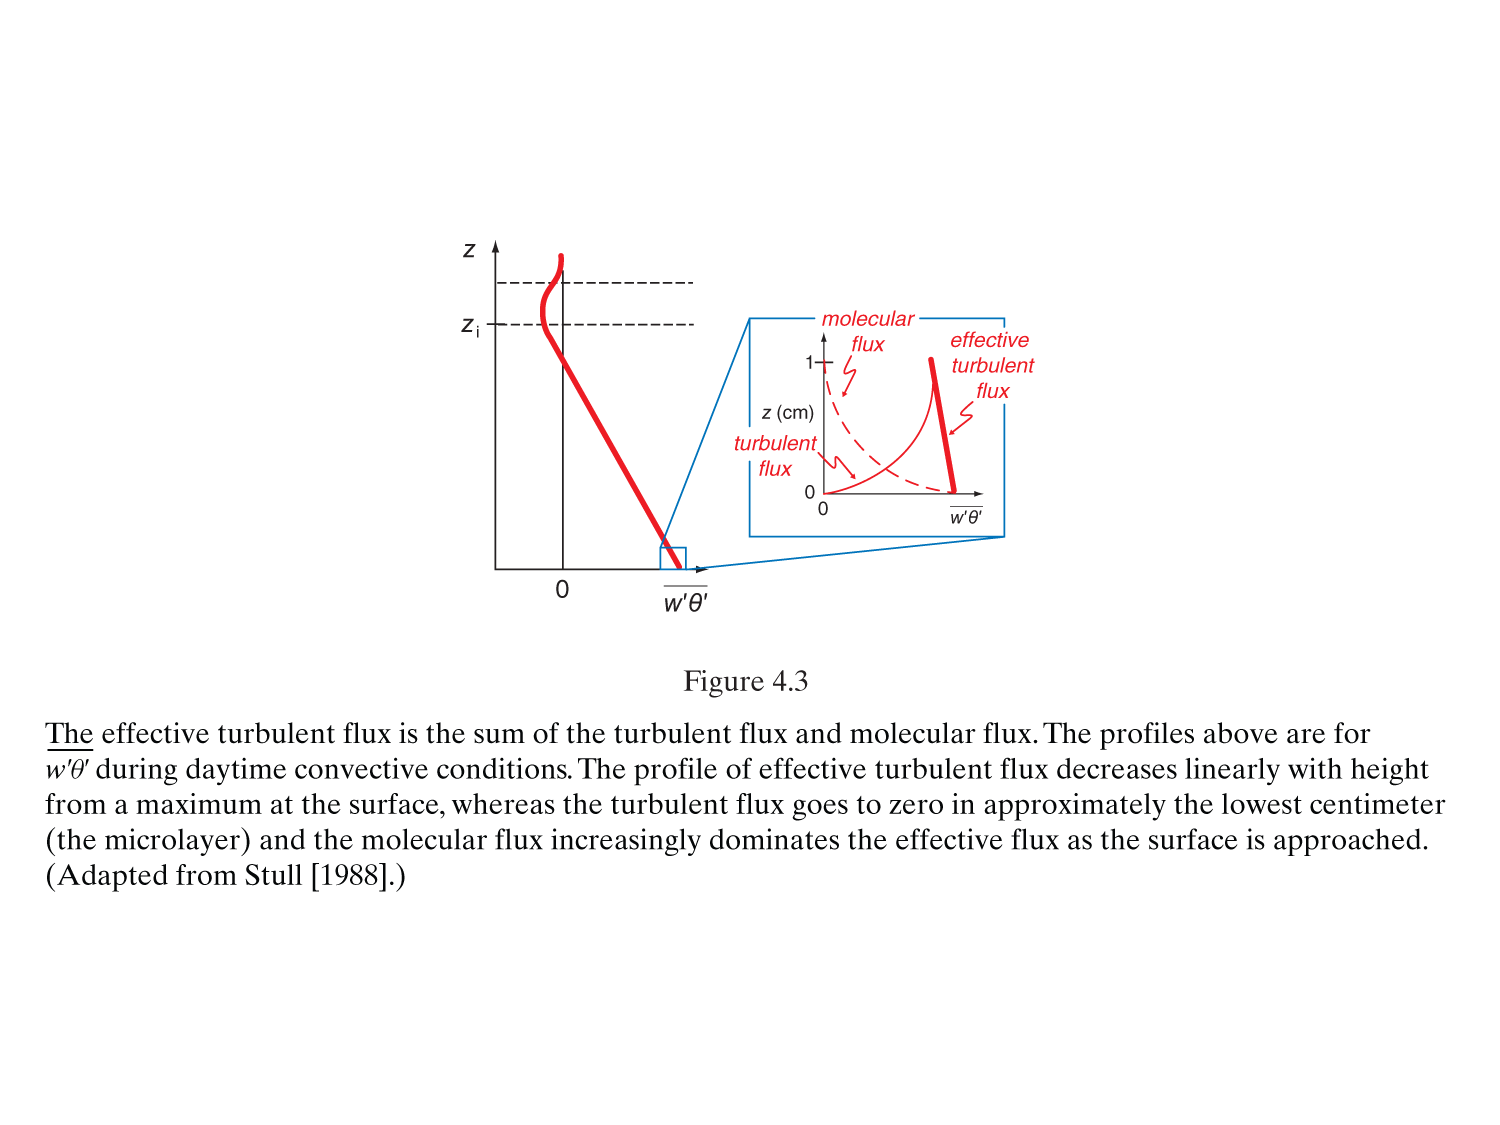 z
zi
0
w′θ′
molecular
flux
effective
turbulent
flux
1
z (cm)
turbulent
flux
0
0
w′θ′
Figure 4.3
The effective turbulent flux is the sum of the turbulent flux and molecular flux. The profiles above are for
w′θ′ during daytime convective conditions. The profile of effective turbulent flux decreases linearly with height
from a maximum at the surface, whereas the turbulent flux goes to zero in approximately the lowest centimeter
(the microlayer) and the molecular flux increasingly dominates the effective flux as the surface is approached.
(Adapted from Stull [1988].)